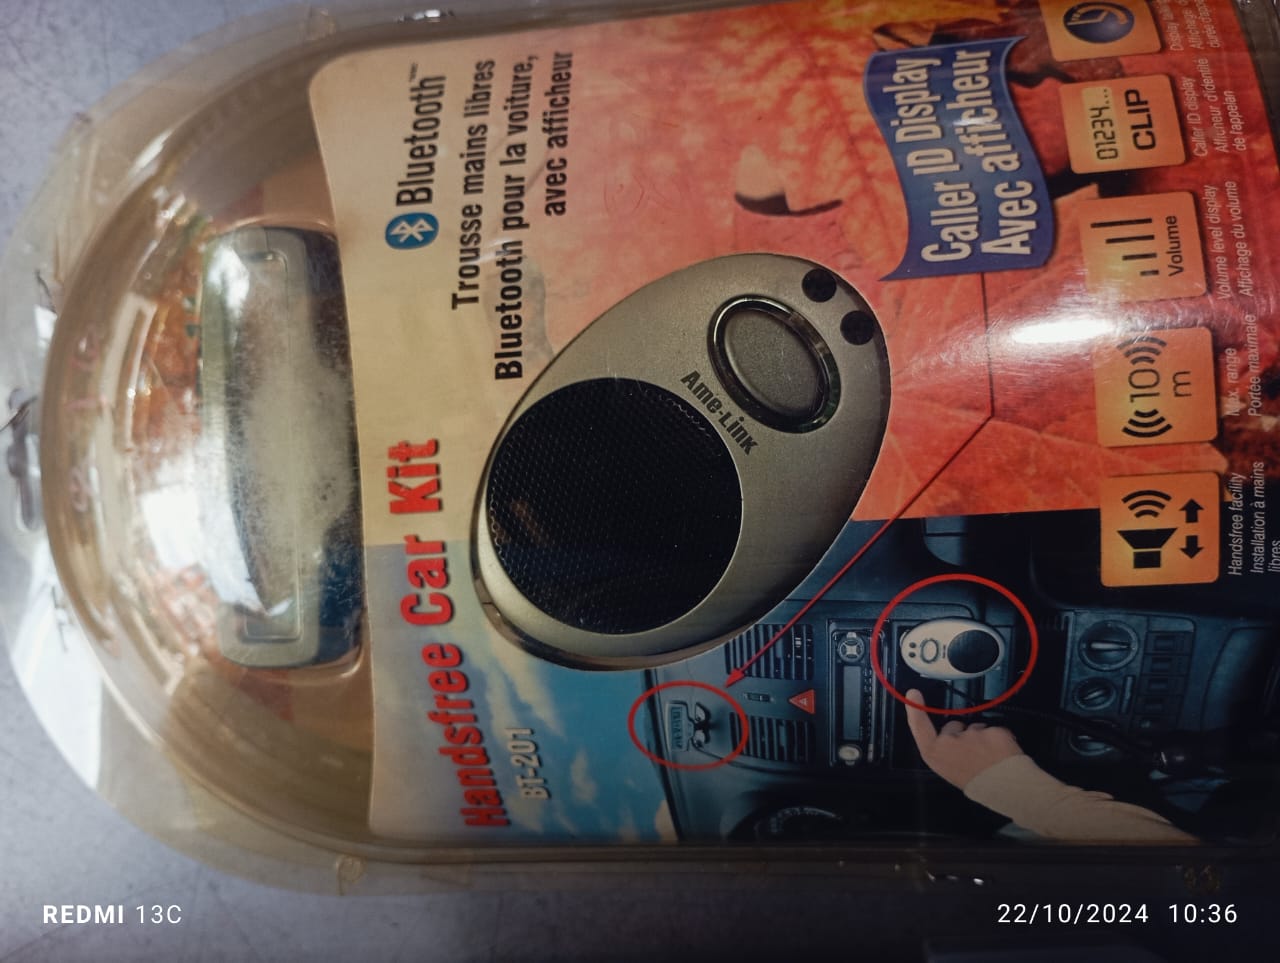 Bluetooth™
Trousse mains libres
Bluetooth pour la voiture,
avec afficheur
Handsfree Car Kit
BT-201
Ame-Link
Caller ID Display
Avec afficheur
01234...
CLIP
Caller ID display
Afficheur d'identité
de l'appelan
Volume
Volume level display
Affichage du volume
10
m
Max. range
Portée maximale
Handsfree facility
Installation à mains
libres
REDMI 13C
22/10/2024 10:36